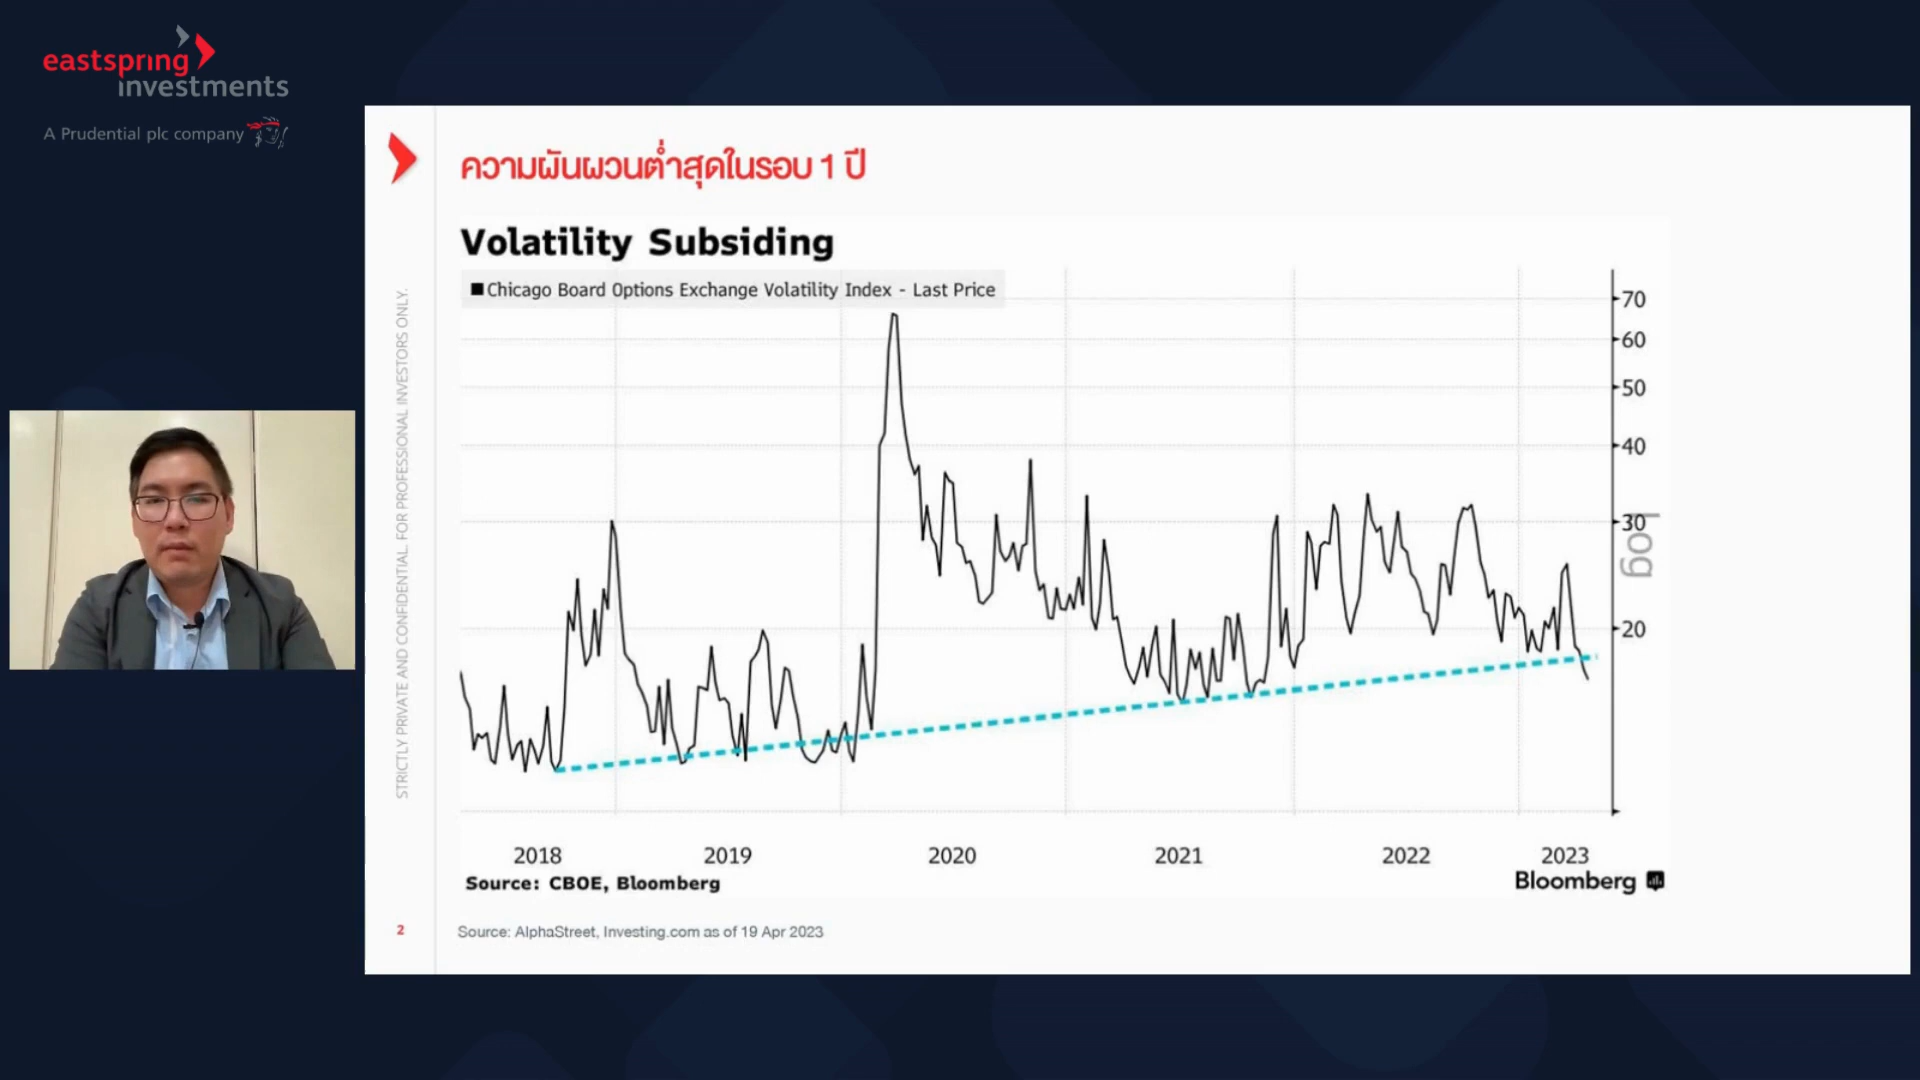 eastspring
investments
A Prudential plc company
ความผันผวนต่ำสุดในรอบ 1 ปี
Volatility Subsiding
Chicago Board Options Exchange Volatility Index - Last Price
70
60
50
40
30
20
log
2018 2019 2020 2021 2022 2023
Source: CBOE, Bloomberg
Bloomberg
STRICTLY PRIVATE AND CONFIDENTIAL. FOR PROFESSIONAL INVESTORS ONLY.
2
Source: AlphaStreet, Investing.com as of 19 Apr 2023